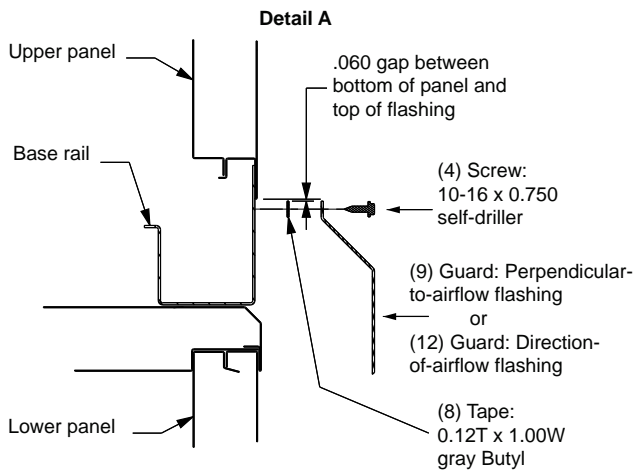 Detail A
Upper panel
.060 gap between
bottom of panel and
top of flashing
Base rail
(4) Screw:
10-16 x 0.750
self-driller
(9) Guard: Perpendicular-
to-airflow flashing
or
(12) Guard: Direction-
of-airflow flashing
(8) Tape:
0.12T x 1.00W
gray Butyl
Lower panel